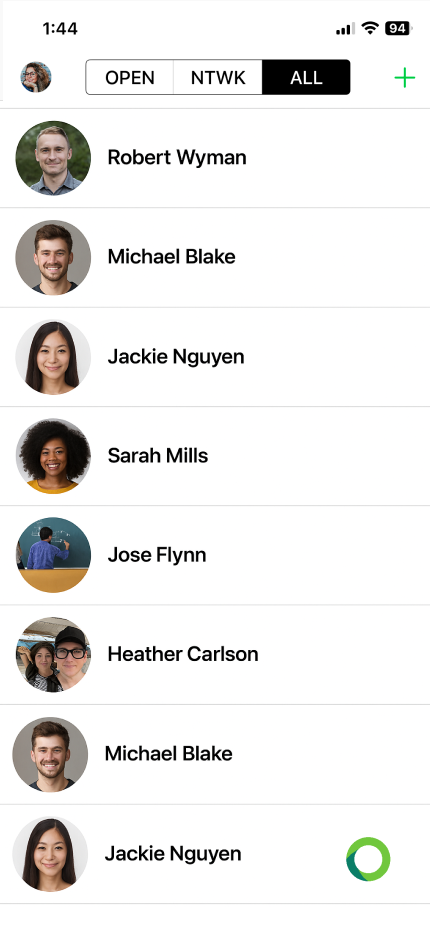 1:44 94
OPEN NTWK ALL
Robert Wyman
Michael Blake
Jackie Nguyen
Sarah Mills
Jose Flynn
Heather Carlson
Michael Blake
Jackie Nguyen